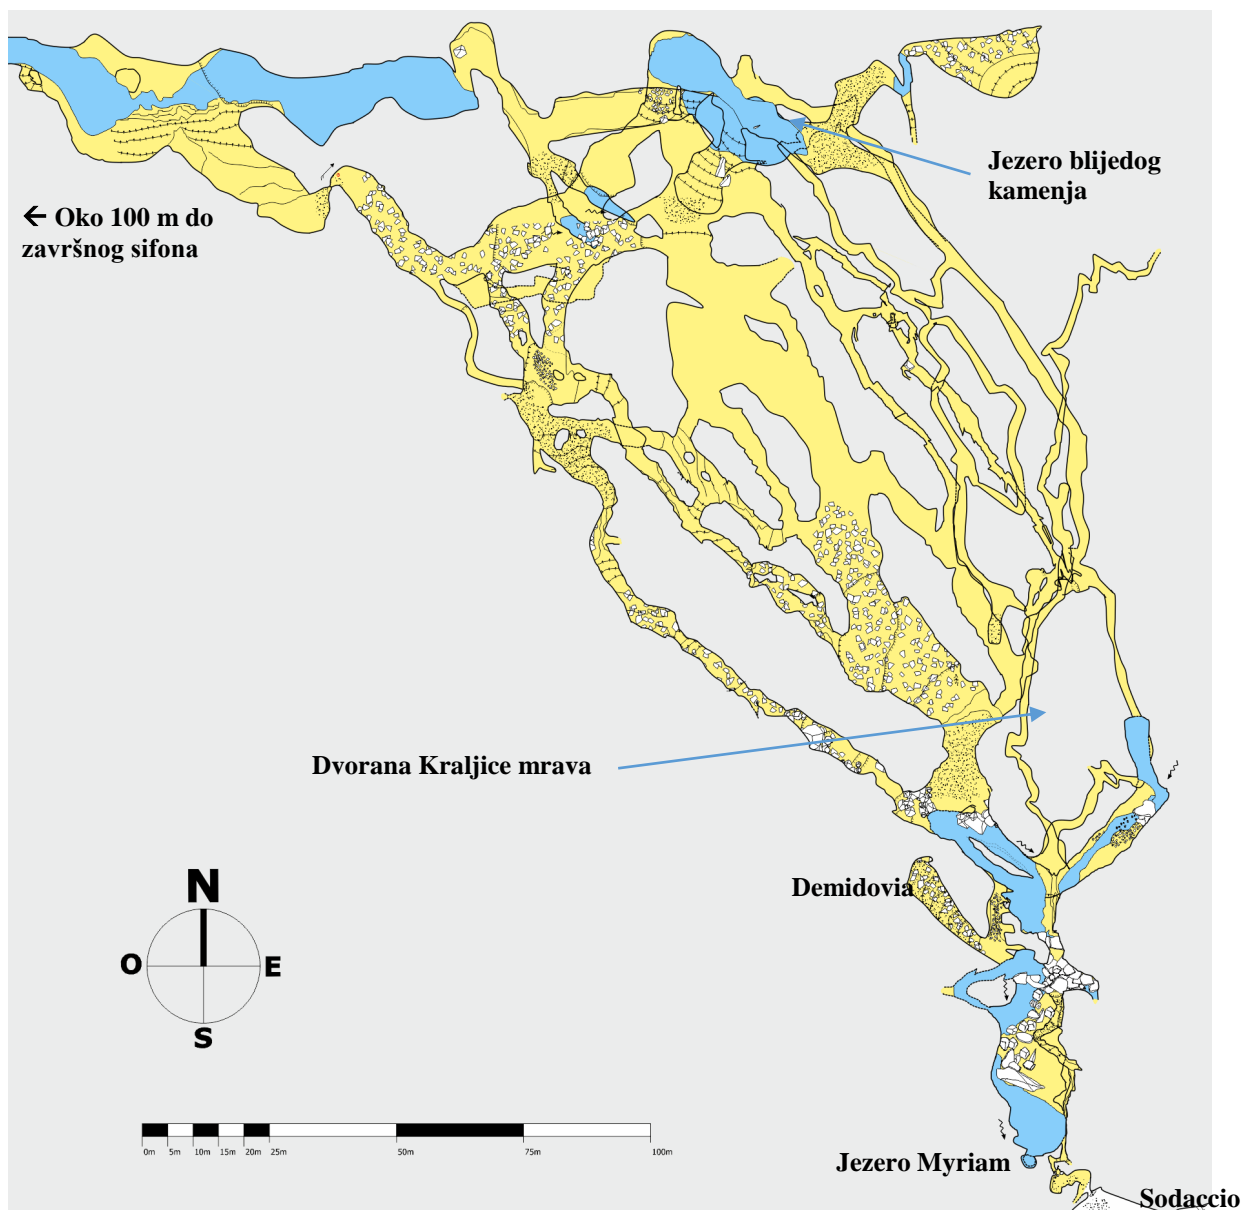 Jezero blijedog
kamenja
← Oko 100 m do
završnog sifona
Dvorana Kraljice mrava
Demidovia
N
O
E
S
0m 5m 10m 15m 20m 25m 50m 75m 100m
Jezero Myriam
Sodaccio